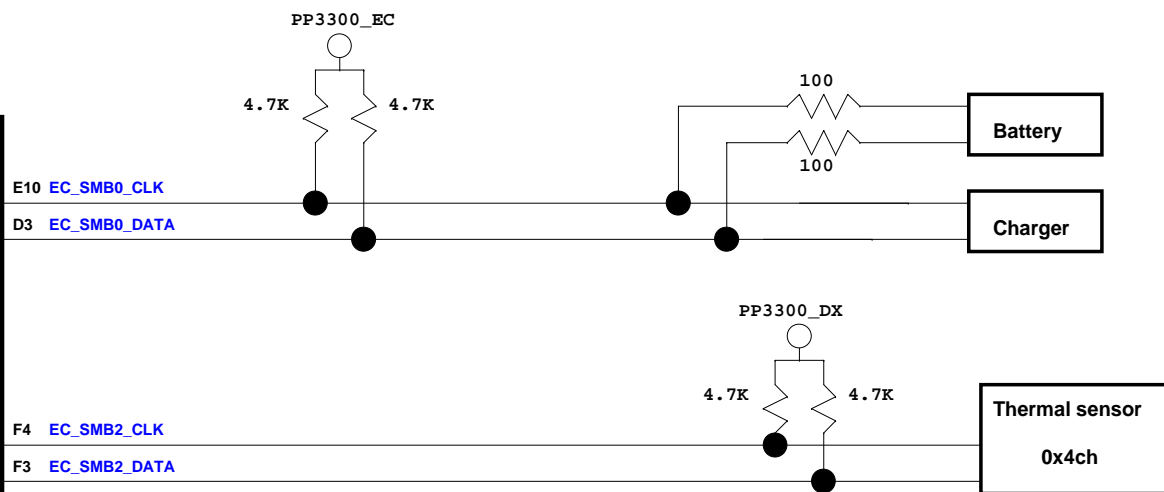 PP3300_EC
4.7K 4.7K
100
Battery
100
E10 EC_SMB0_CLK
D3 EC_SMB0_DATA
Charger
PP3300_DX
4.7K 4.7K
Thermal sensor
0x4ch
F4 EC_SMB2_CLK
F3 EC_SMB2_DATA